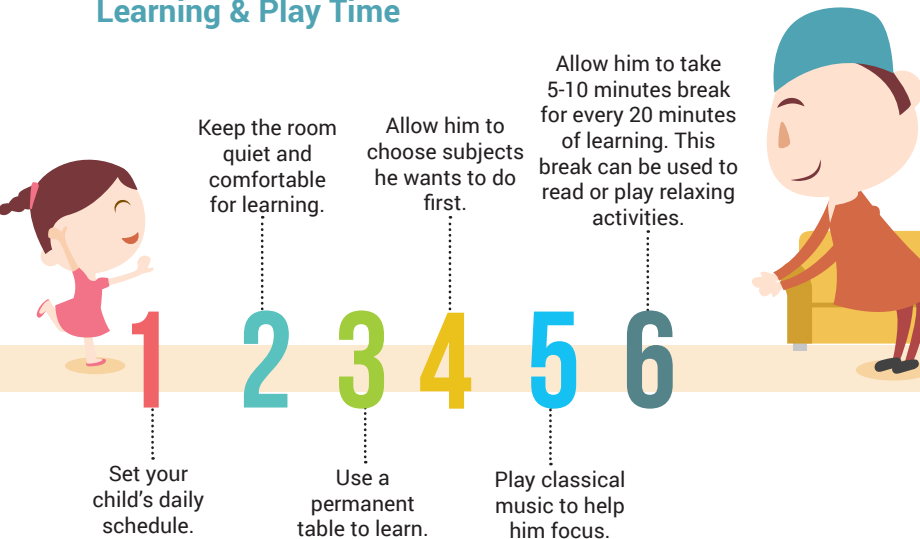 Learning & Play Time
1
Set your
child's daily
schedule.
2
Keep the room
quiet and
comfortable
for learning.
3
Use a
permanent
table to learn.
4
Allow him to
choose subjects
he wants to do
first.
5
Play classical
music to help
him focus.
6
Allow him to take
5-10 minutes break
for every 20 minutes
of learning. This
break can be used to
read or play relaxing
activities.